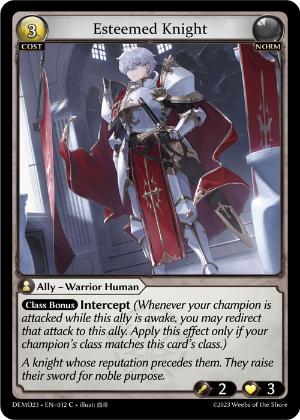 3
Esteemed Knight
COST
NORM
Ally – Warrior Human
Class Bonus Intercept (Whenever your champion is
attacked while this ally is awake, you may redirect
that attack to this ally. Apply this effect only if your
champion's class matches this card's class.)
A knight whose reputation precedes them. They raise
their sword for noble purpose.
2
3
DEMO23 • EN-012 C • illust: 白帝
©2023 Weebs of the Shore